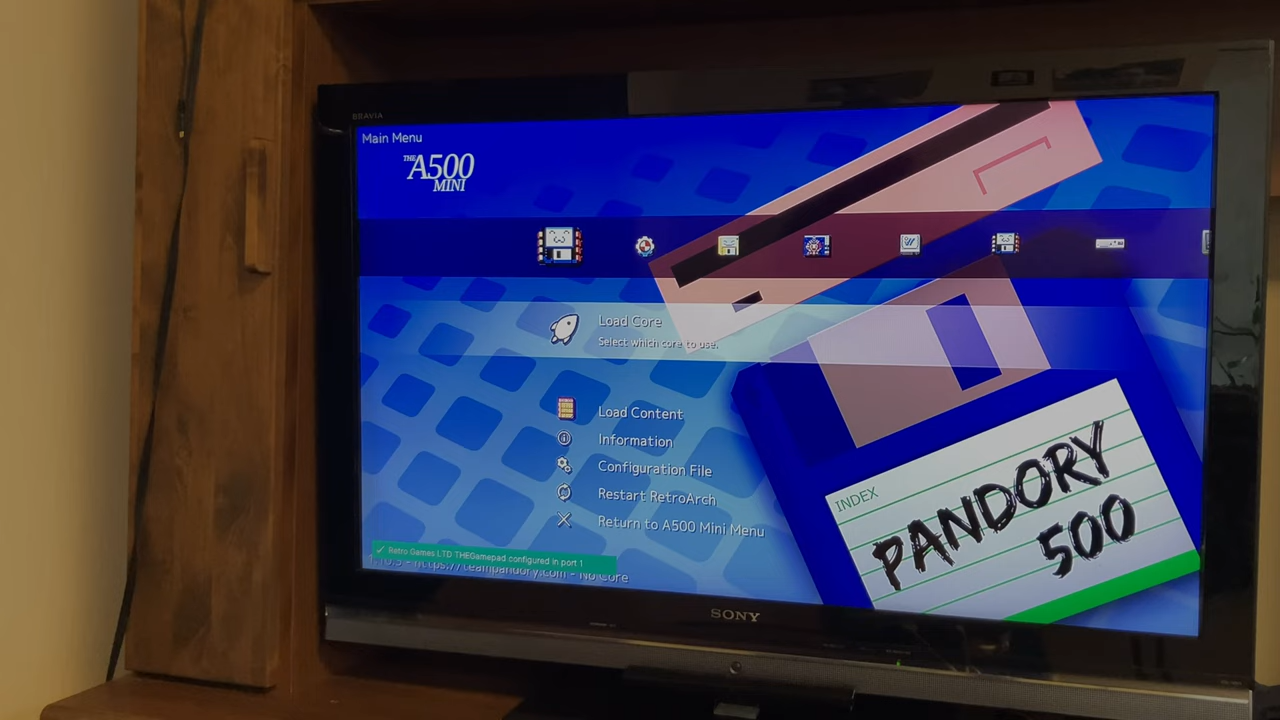 BRAVIA
Main Menu
THE A500
MINI
Load Core
Select which core to use.
Load Content
Information
Configuration File
Restart RetroArch
Return to A500 Mini Menu
Retro Games LTD THEGamepad configured in port 1
https://teampandory.com - No Core
INDEX
PANDORY
500
SONY